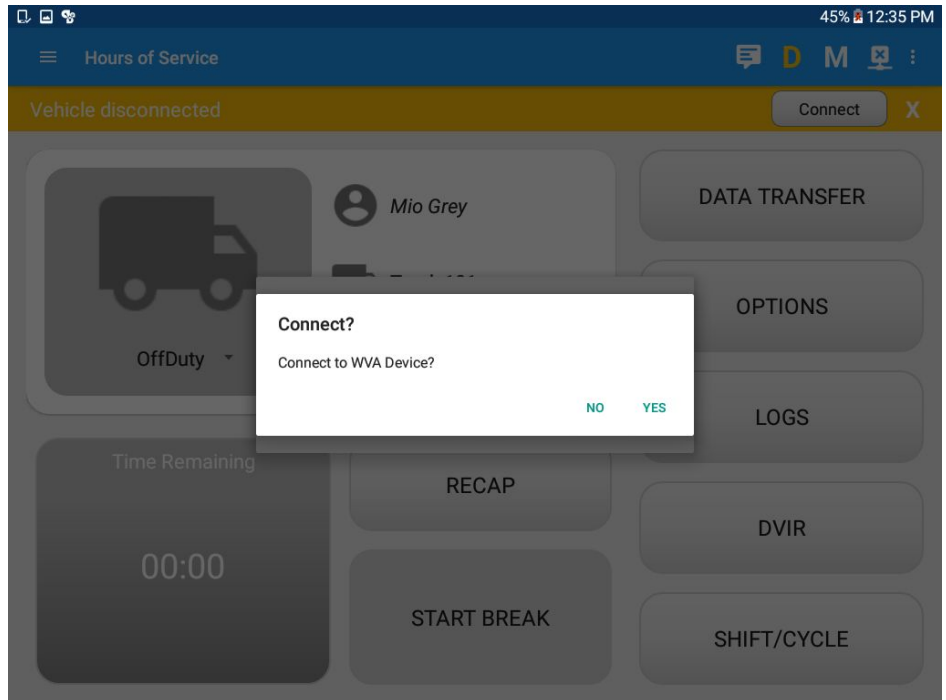 45% 12:35 PM
Hours of Service
D M
Vehicle disconnected
Connect X
Mio Grey
DATA TRANSFER
OPTIONS
OffDuty
Connect?
Connect to WVA Device?
NO YES
LOGS
Time Remaining
00:00
RECAP
START BREAK
DVIR
SHIFT/CYCLE